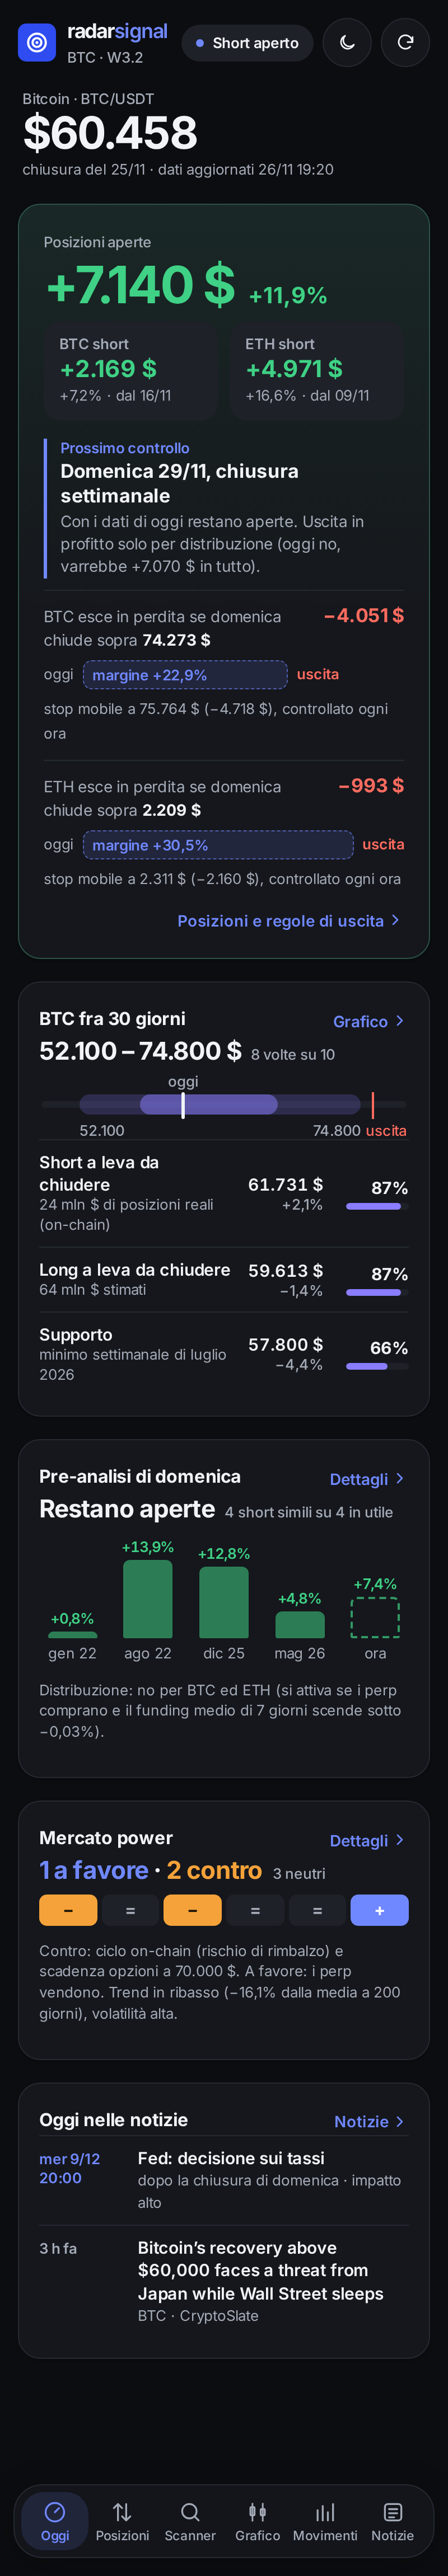 radarsignal
BTC · W3.2
Short aperto
Bitcoin · BTC/USDT
$60.458
chiusura del 25/11 · dati aggiornati 26/11 19:20
Posizioni aperte
+7.140 $ +11,9%
BTC short
+2.169 $
+7,2% · dal 16/11
ETH short
+4.971 $
+16,6% · dal 09/11
Prossimo controllo
Domenica 29/11, chiusura
settimanale
Con i dati di oggi restano aperte. Uscita in
profitto solo per distribuzione (oggi no,
varrebbe +7.070 $ in tutto).
BTC esce in perdita se domenica
chiude sopra 74.273 $
−4.051 $
oggi margine +22,9% uscita
stop mobile a 75.764 $ (−4.718 $), controllato ogni
ora
ETH esce in perdita se domenica
chiude sopra 2.209 $
−993 $
oggi margine +30,5% uscita
stop mobile a 2.311 $ (−2.160 $), controllato ogni ora
Posizioni e regole di uscita
BTC fra 30 giorni
Grafico
52.100 – 74.800 $ 8 volte su 10
oggi
52.100 74.800 uscita
Short a leva da
chiudere
24 mln $ di posizioni reali
(on-chain)
61.731 $
+2,1%
87%
Long a leva da chiudere
64 mln $ stimati
59.613 $
−1,4%
87%
Supporto
minimo settimanale di luglio
2026
57.800 $
−4,4%
66%
Pre-analisi di domenica
Dettagli
Restano aperte 4 short simili su 4 in utile
+0,8% +13,9% +12,8% +4,8% +7,4%
gen 22 ago 22 dic 25 mag 26 ora
Distribuzione: no per BTC ed ETH (si attiva se i perp
comprano e il funding medio di 7 giorni scende sotto
−0,03%).
Mercato power
Dettagli
1 a favore · 2 contro 3 neutri
− = − = = +
Contro: ciclo on-chain (rischio di rimbalzo) e
scadenza opzioni a 70.000 $. A favore: i perp
vendono. Trend in ribasso (−16,1% dalla media a 200
giorni), volatilità alta.
Oggi nelle notizie
Notizie
mer 9/12
20:00
Fed: decisione sui tassi
dopo la chiusura di domenica · impatto
alto
3 h fa
Bitcoin’s recovery above
$60,000 faces a threat from
Japan while Wall Street sleeps
BTC · CryptoSlate
Oggi Posizioni Scanner Grafico Movimenti Notizie